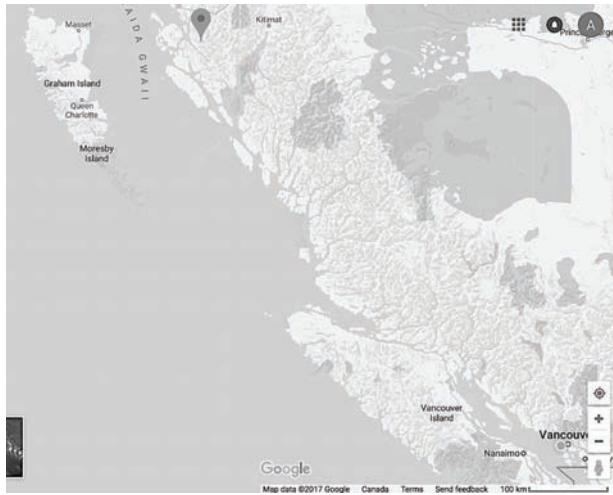 Masset
Kitimat
AIDA GWAII
A
Graham Island
Queen
Charlotte
Moresby
Island
Vancouver
Island
Nanaimo
Vancouv
Google
Map data ©2017 Google Canada Terms Send feedback 100 km